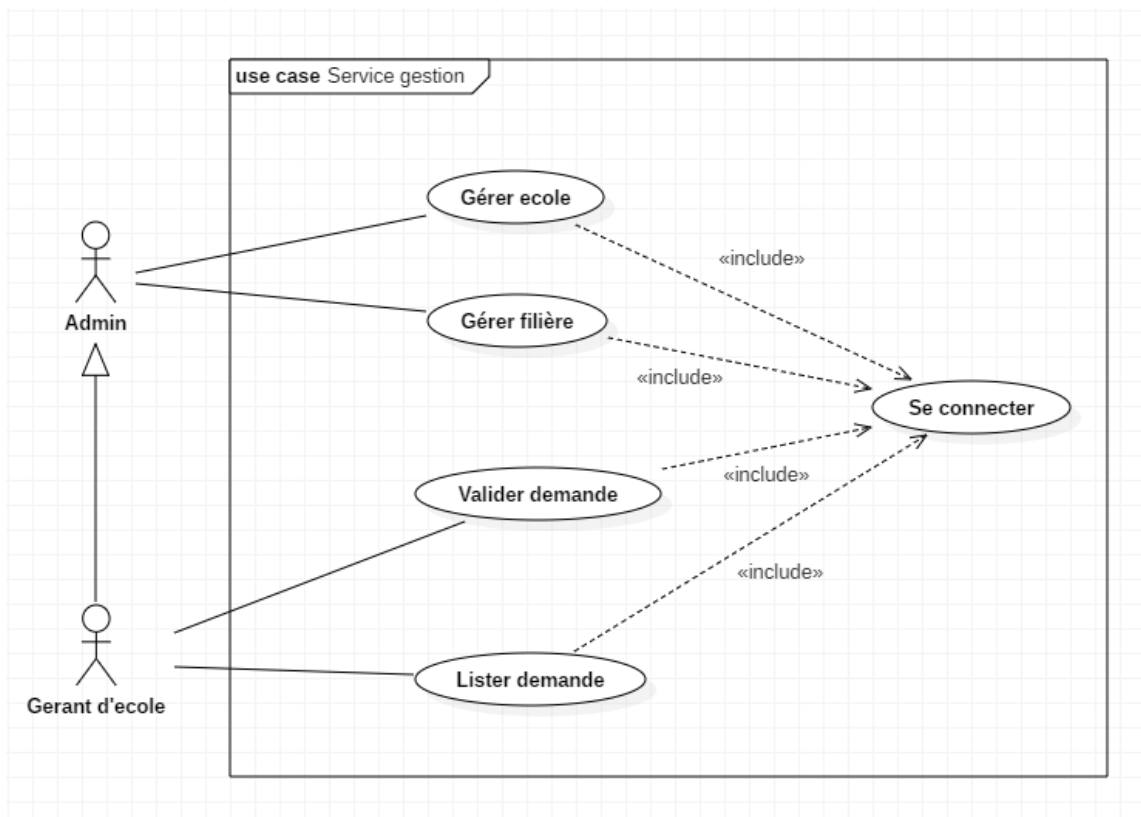 use case Service gestion
Gérer ecole
«include»
Admin
Gérer filière
«include»
Se connecter
Valider demande
«include»
«include»
Lister demande
Gerant d'ecole